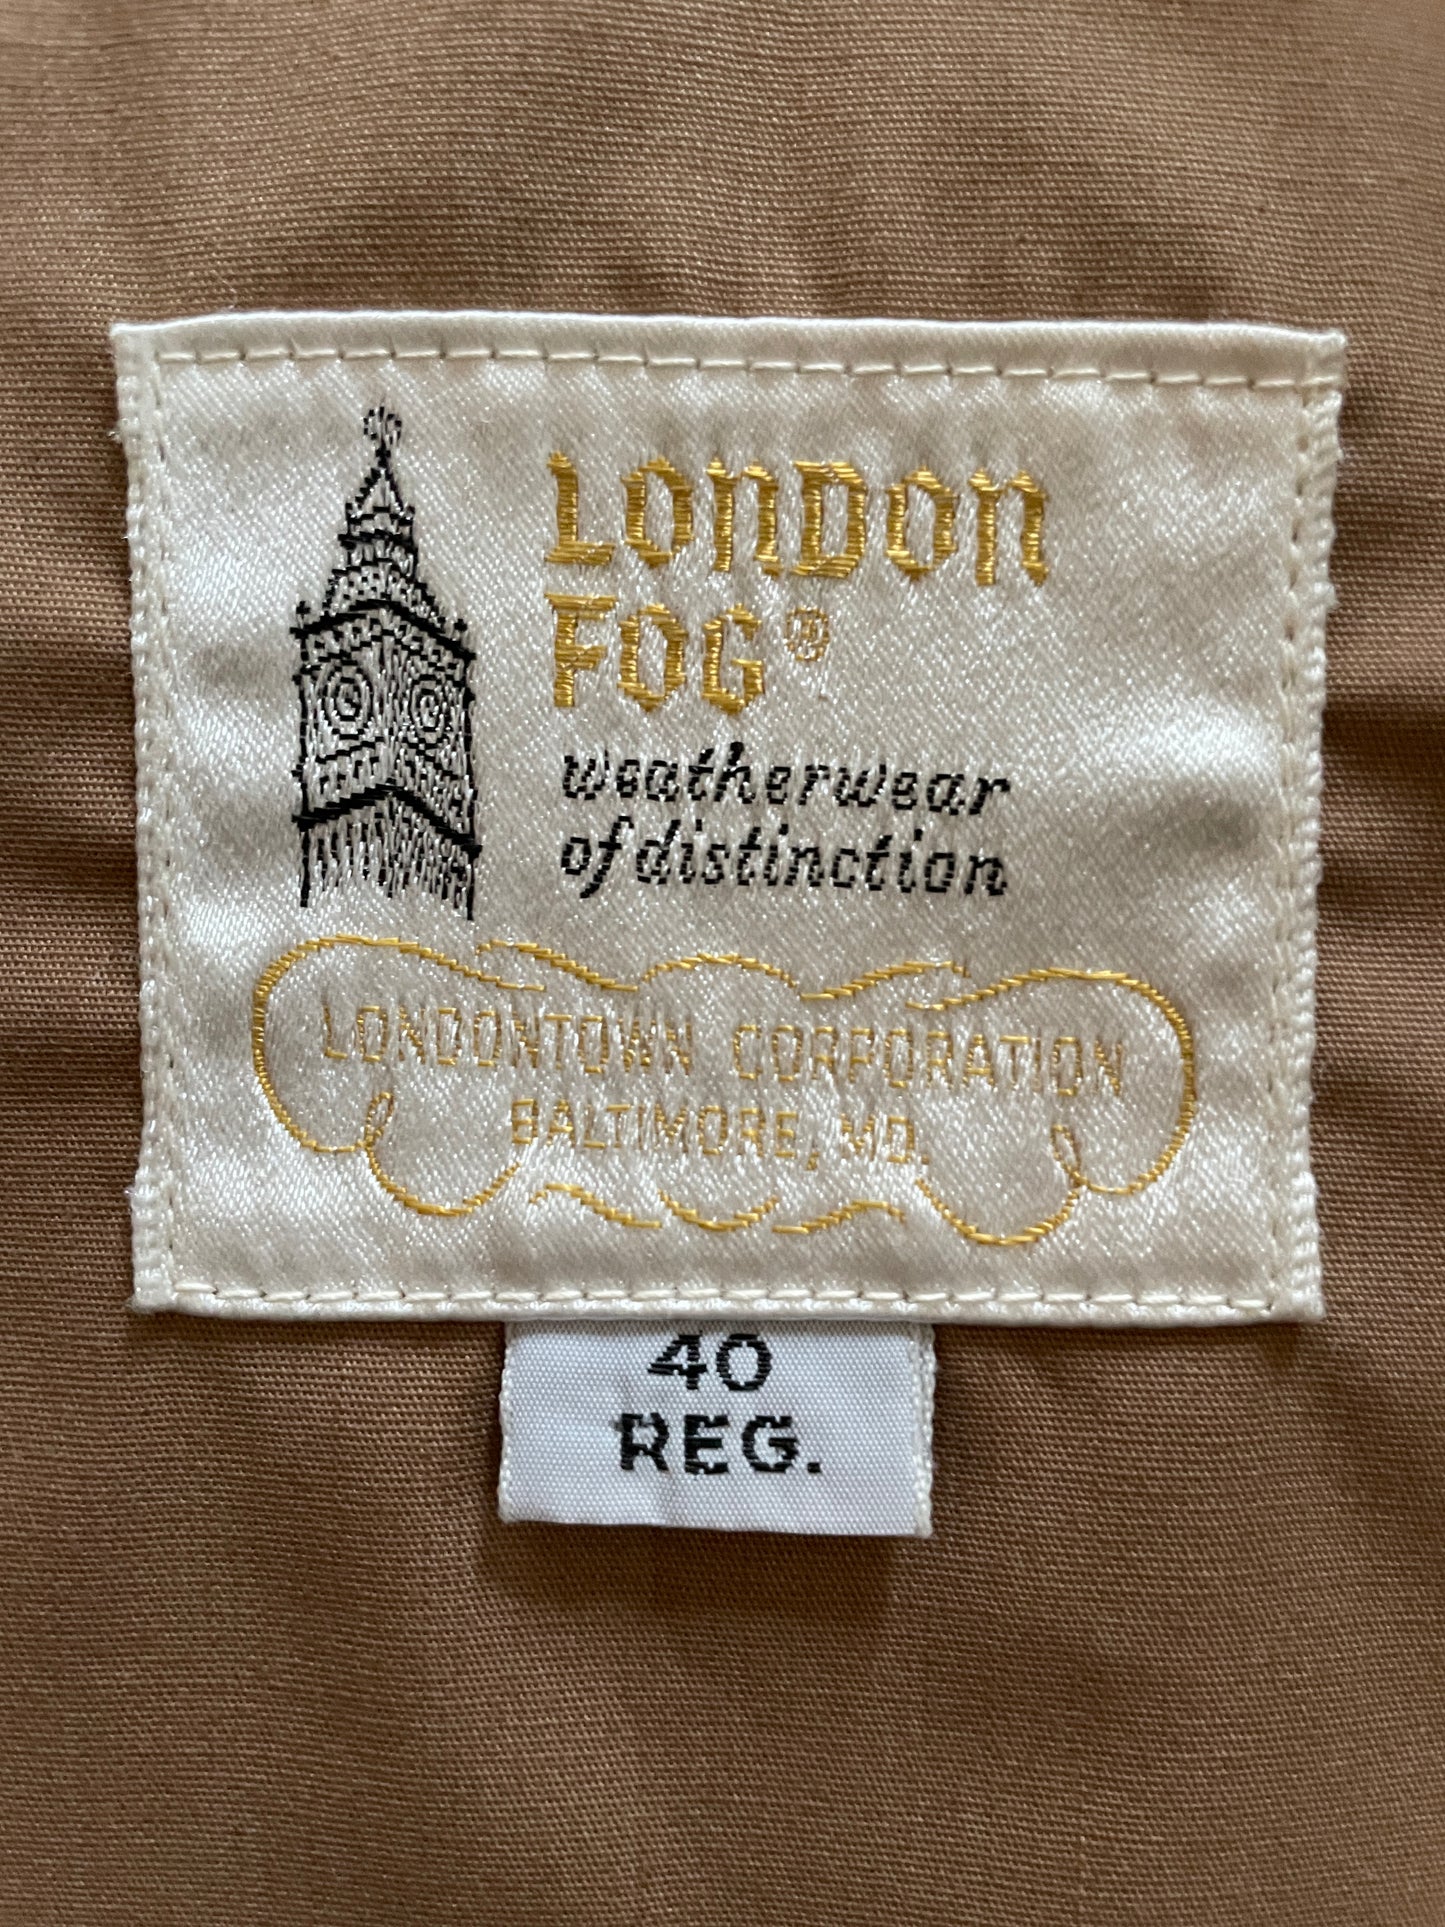 LONDON
FOG®
weatherwear
of distinction
LONDONTOWN CORPORATION
BALTIMORE, MD.
40
REG.